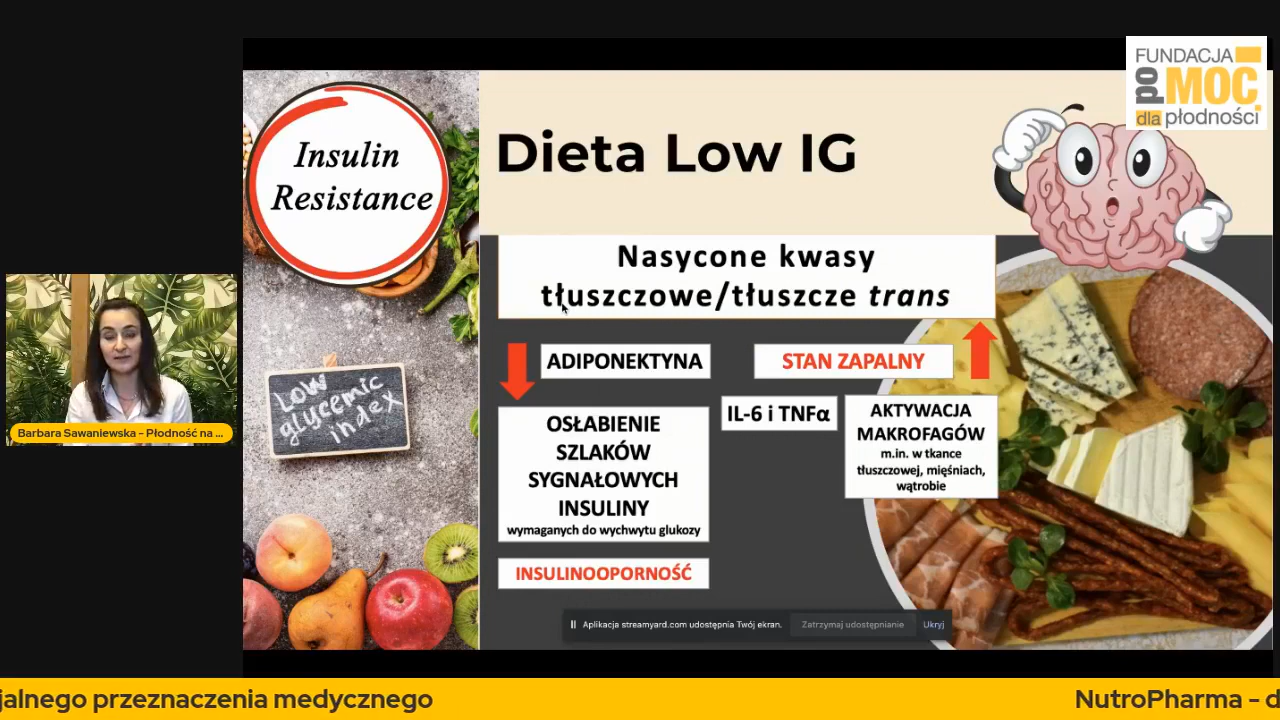 FUNDACJA
po MOC
dla płodności
Insulin
Resistance
Dieta Low IG
Nasycone kwasy
tłuszczowe/tłuszcze trans
ADIPONEKTYNA
STAN ZAPALNY
OSŁABIENIE
SZLAKÓW
SYGNAŁOWYCH
INSULINY
wymaganych do wychwytu glukozy
IL-6 i TNFα
AKTYWACJA
MAKROFAGÓW
m.in. w tkance
tłuszczowej, mięśniach,
wątrobie
INSULINOOPORNOŚĆ
Low
glycemic
index
Barbara Sawaniewska - Płodność na ...
Aplikacja streamyard.com udostępnia Twój ekran.
Zatrzymaj udostępnianie
Ukryj
jalnego przeznaczenia medycznego
NutroPharma - d